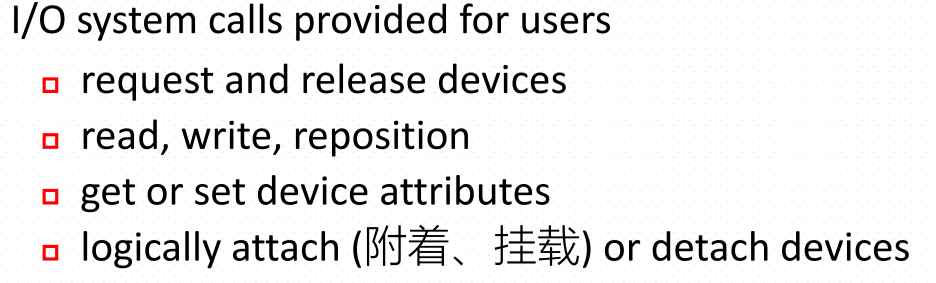 I/O system calls provided for users
request and release devices
read, write, reposition
get or set device attributes
logically attach (附着、挂载) or detach devices